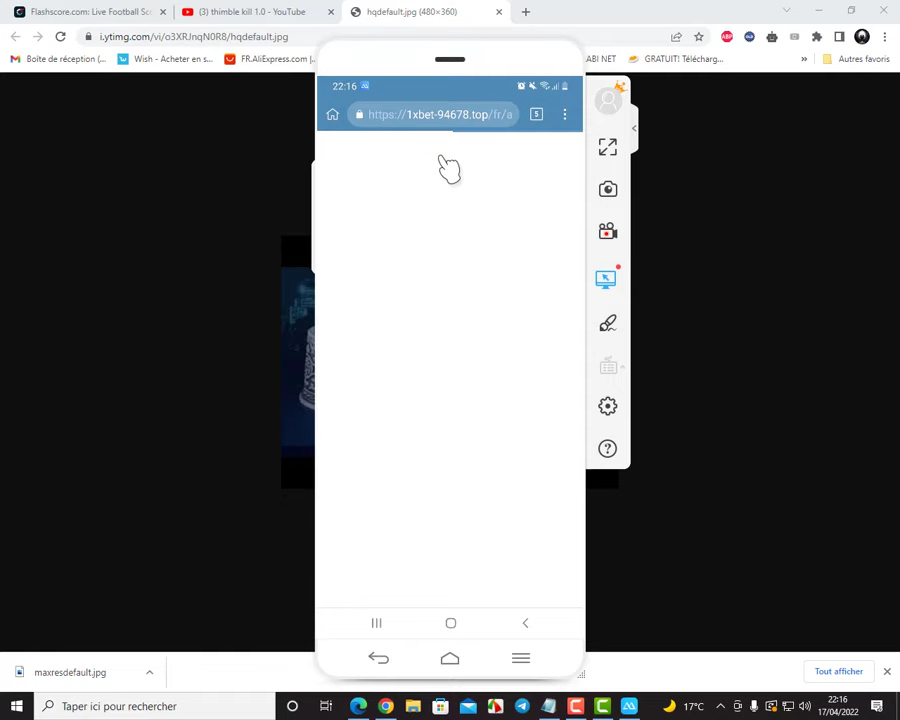 Flashscore.com: Live Football Sc
(3) thimble kill 1.0 - YouTube
hqdefault.jpg (480×360)
i.ytimg.com/vi/o3XRJnqN0R8/hqdefault.jpg
Boîte de réception (...
Wish - Acheter en s...
FR.AliExpress.com |...
ABI NET
GRATUIT! Télécharg...
»
Autres favoris
22:16
https://1xbet-94678.top/fr/a
5
maxresdefault.jpg
Tout afficher
Taper ici pour rechercher
17°C
22:16
17/04/2022